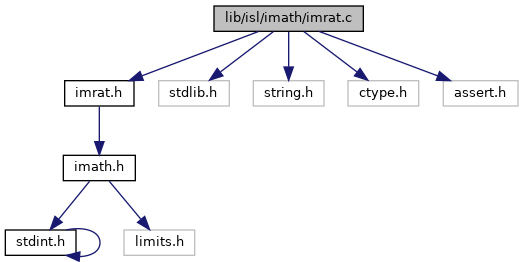 lib/isl/imath/imrat.c
imrat.h
stdlib.h
string.h
ctype.h
assert.h
imath.h
stdint.h
limits.h